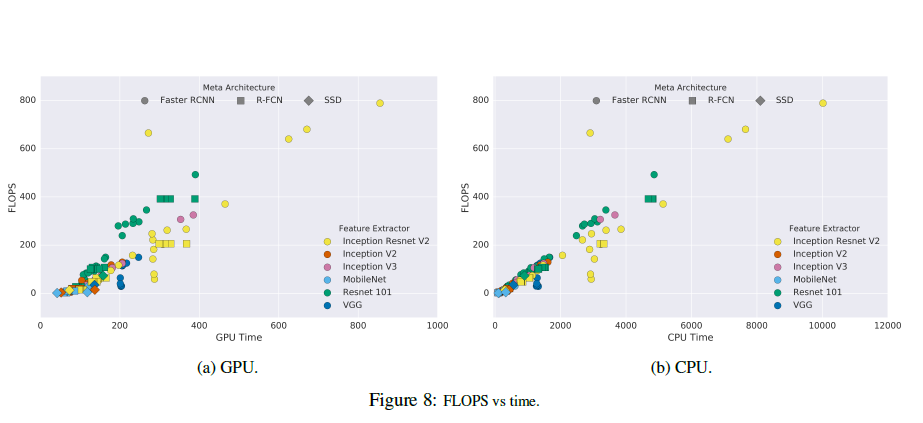 Meta Architecture
Faster RCNN R-FCN SSD
800
600
400
200
0
FLOPS
Feature Extractor
Inception Resnet V2
Inception V2
Inception V3
MobileNet
Resnet 101
VGG
0 200 400 600 800 1000
GPU Time
(a) GPU.
Meta Architecture
Faster RCNN R-FCN SSD
800
600
400
200
0
FLOPS
Feature Extractor
Inception Resnet V2
Inception V2
Inception V3
MobileNet
Resnet 101
VGG
0 2000 4000 6000 8000 10000 12000
CPU Time
(b) CPU.
Figure 8: FLOPS vs time.